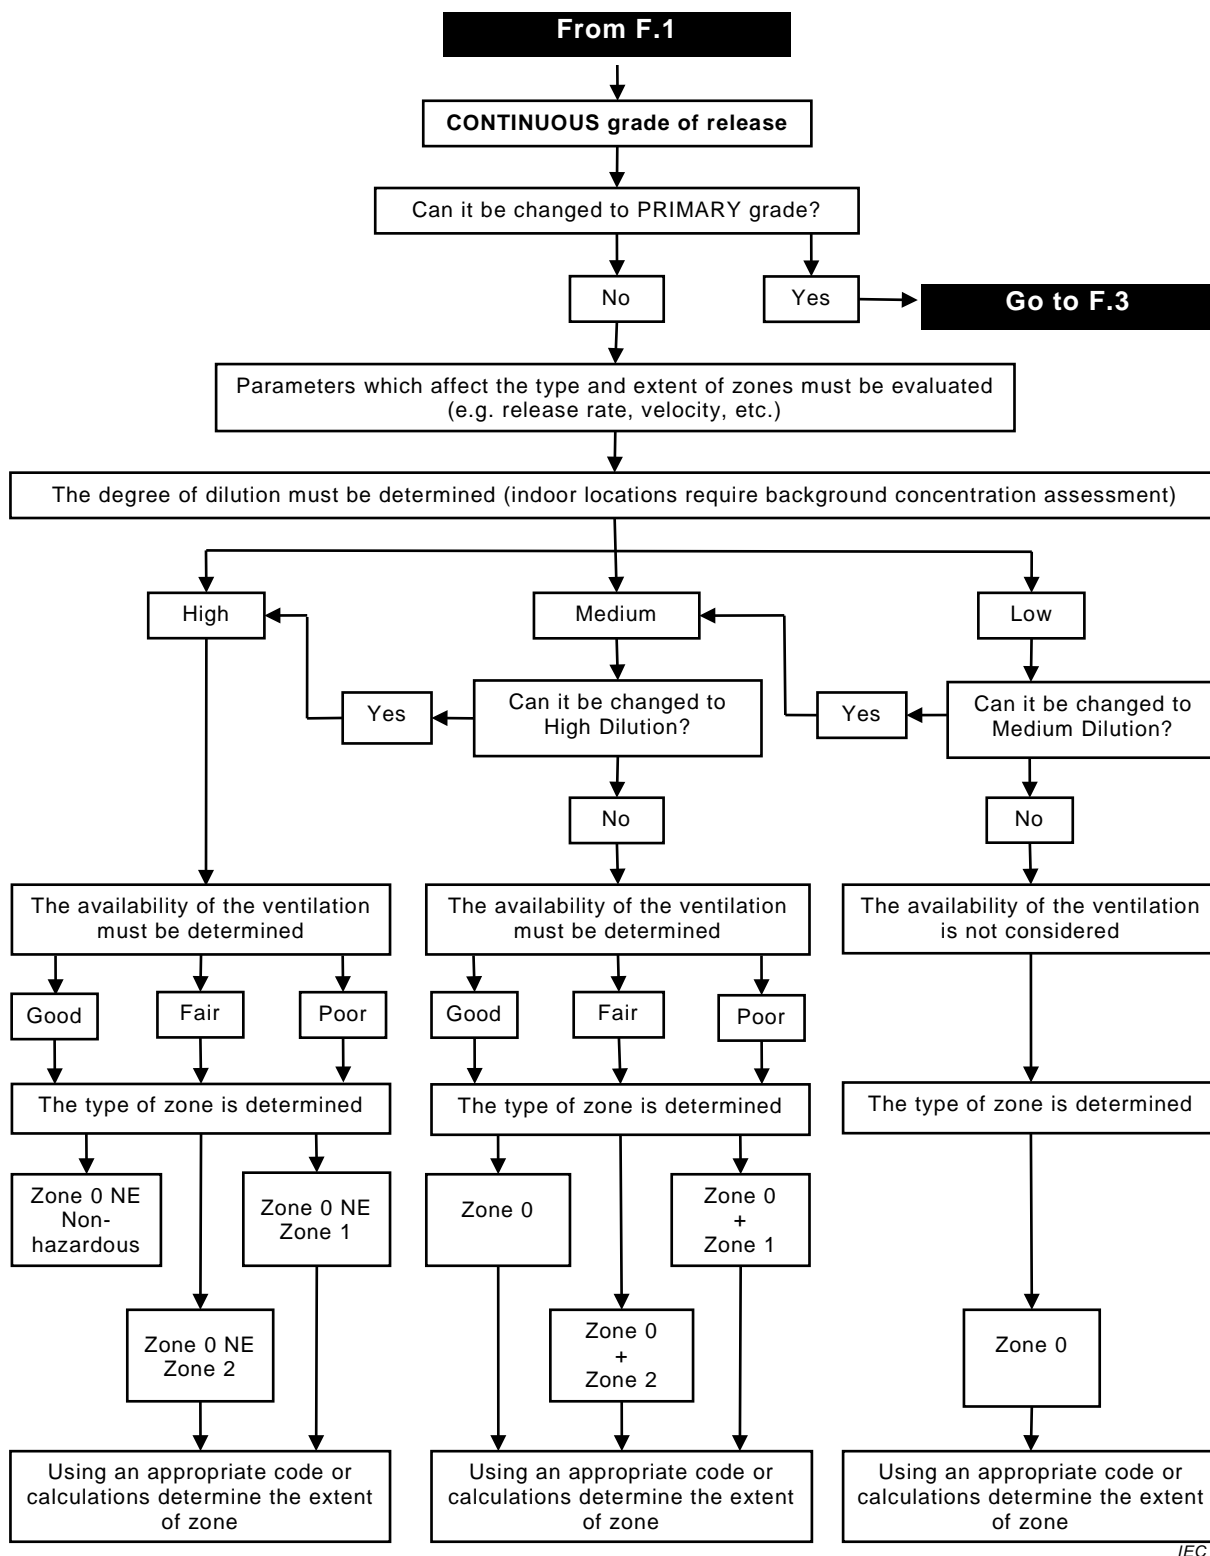 From F.1
CONTINUOUS grade of release
Can it be changed to PRIMARY grade?
No
Yes
Go to F.3
Parameters which affect the type and extent of zones must be evaluated
(e.g. release rate, velocity, etc.)
The degree of dilution must be determined (indoor locations require background concentration assessment)
High
Medium
Low
Yes
Can it be changed to
High Dilution?
Yes
Can it be changed to
Medium Dilution?
No
No
The availability of the ventilation
must be determined
The availability of the ventilation
must be determined
The availability of the ventilation
is not considered
Good
Fair
Poor
Good
Fair
Poor
The type of zone is determined
The type of zone is determined
The type of zone is determined
Zone 0 NE
Non-
hazardous
Zone 0 NE
Zone 1
Zone 0
Zone 0
+
Zone 1
Zone 0 NE
Zone 2
Zone 0
+
Zone 2
Zone 0
Using an appropriate code or
calculations determine the extent
of zone
Using an appropriate code or
calculations determine the extent
of zone
Using an appropriate code or
calculations determine the extent
of zone
IEC